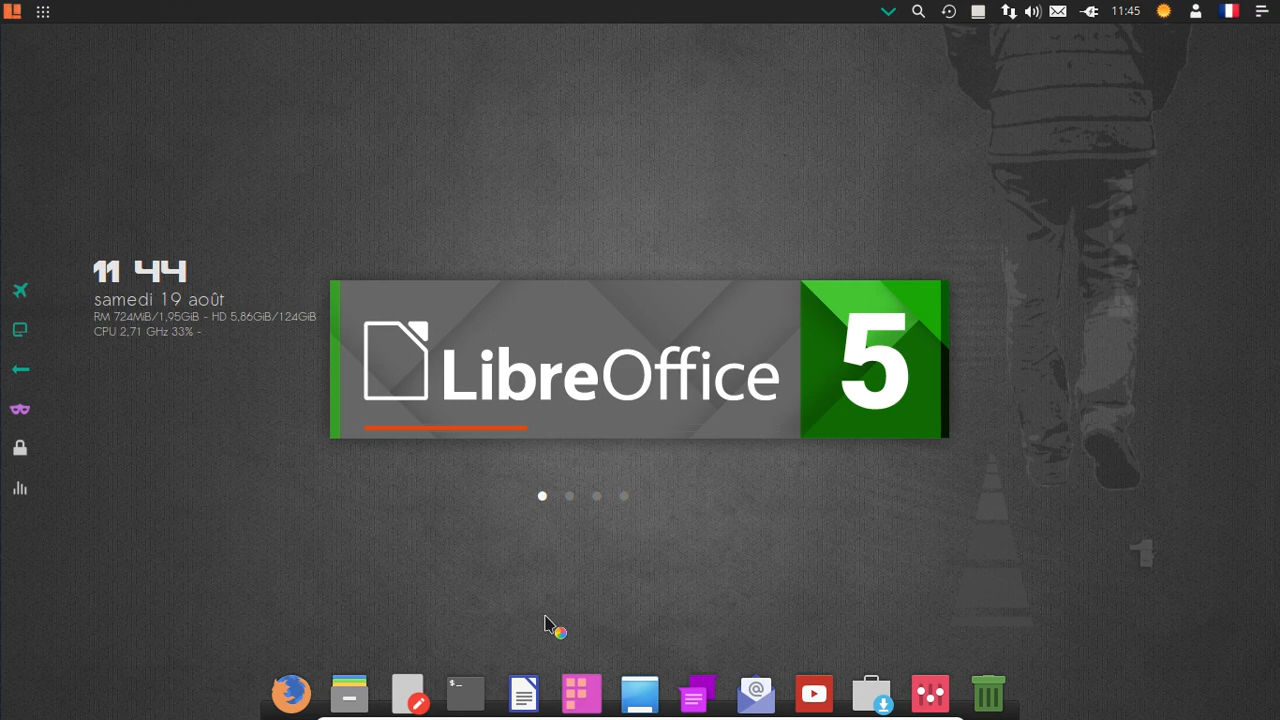 11:45
11 44
samedi 19 août
RM 724MiB/1,95GiB - HD 5,86GiB/124GiB
CPU 2,71 GHz 33% -
LibreOffice 5
1